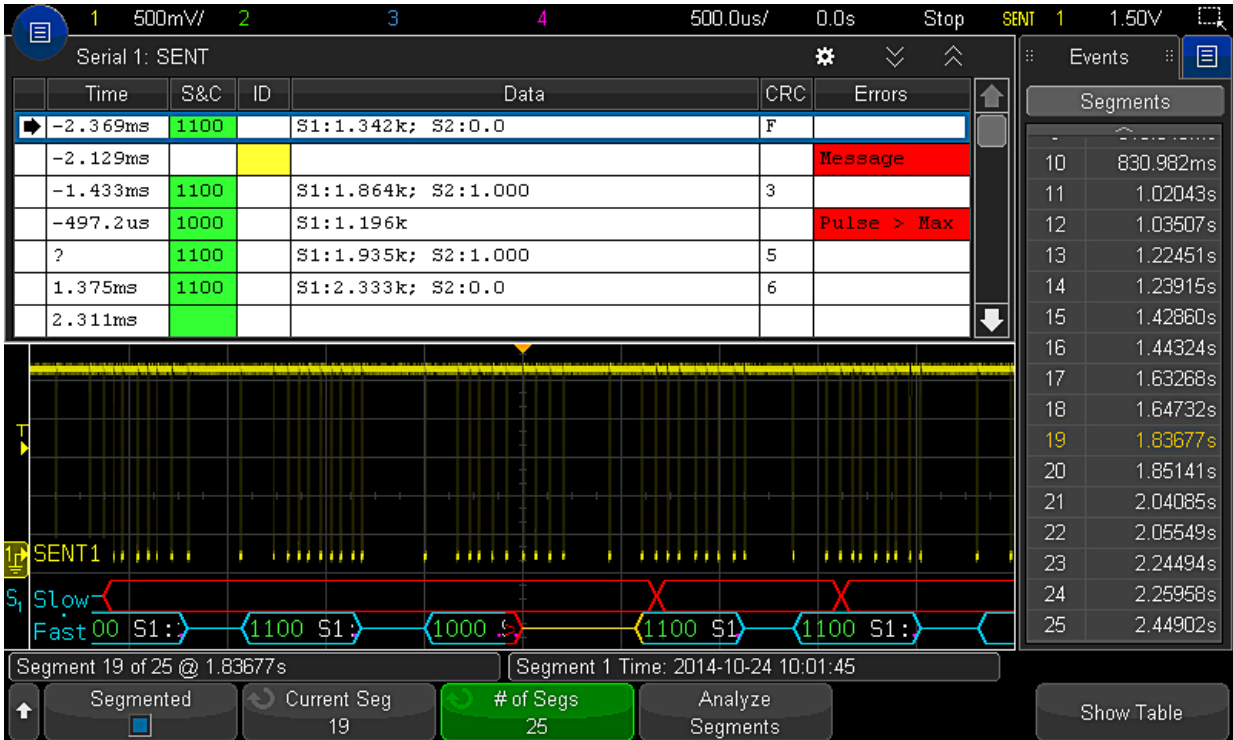 1 500mV/ 2 3 4 500.0us/ 0.0s Stop SENT 1 1.50V
Serial 1: SENT
Time S&C ID Data CRC Errors
-2.369ms 1100 S1:1.342k; S2:0.0 F
-2.129ms Message
-1.433ms 1100 S1:1.864k; S2:1.000 3
-497.2us 1000 S1:1.196k Pulse > Max
? 1100 S1:1.935k; S2:1.000 5
1.375ms 1100 S1:2.333k; S2:0.0 6
2.311ms
Events
Segments
10 830.982ms
11 1.02043s
12 1.03507s
13 1.22451s
14 1.23915s
15 1.42860s
16 1.44324s
17 1.63268s
18 1.64732s
19 1.83677s
20 1.85141s
21 2.04085s
22 2.05549s
23 2.24494s
24 2.25958s
25 2.44902s
T
1 SENT1
S1 Slow
Fast 00 S1: 1100 S1: 1000 1100 S1 1100 S1:
Segment 19 of 25 @ 1.83677s
Segment 1 Time: 2014-10-24 10:01:45
Segmented
Current Seg
19
# of Segs
25
Analyze
Segments
Show Table